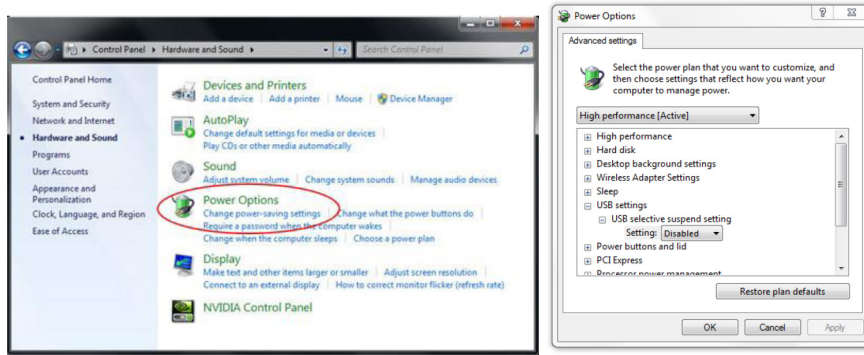 Control Panel ▸ Hardware and Sound ▸
Search Control Panel
Control Panel Home
System and Security
Network and Internet
Hardware and Sound
Programs
User Accounts
Appearance and
Personalization
Clock, Language, and Region
Ease of Access
Devices and Printers
Add a device | Add a printer | Mouse | Device Manager
AutoPlay
Change default settings for media or devices |
Play CDs or other media automatically
Sound
Adjust system volume | Change system sounds | Manage audio devices
Power Options
Change power-saving settings | Change what the power buttons do |
Require a password when the computer wakes |
Change when the computer sleeps | Choose a power plan
Display
Make text and other items larger or smaller | Adjust screen resolution |
Connect to an external display | How to correct monitor flicker (refresh rate)
NVIDIA Control Panel
Power Options
Advanced settings
Select the power plan that you want to customize, and
then choose settings that reflect how you want your
computer to manage power.
High performance [Active]
High performance
Hard disk
Desktop background settings
Wireless Adapter Settings
Sleep
USB settings
USB selective suspend setting
Setting: Disabled
Power buttons and lid
PCI Express
Processor power management
Restore plan defaults
OK Cancel Apply